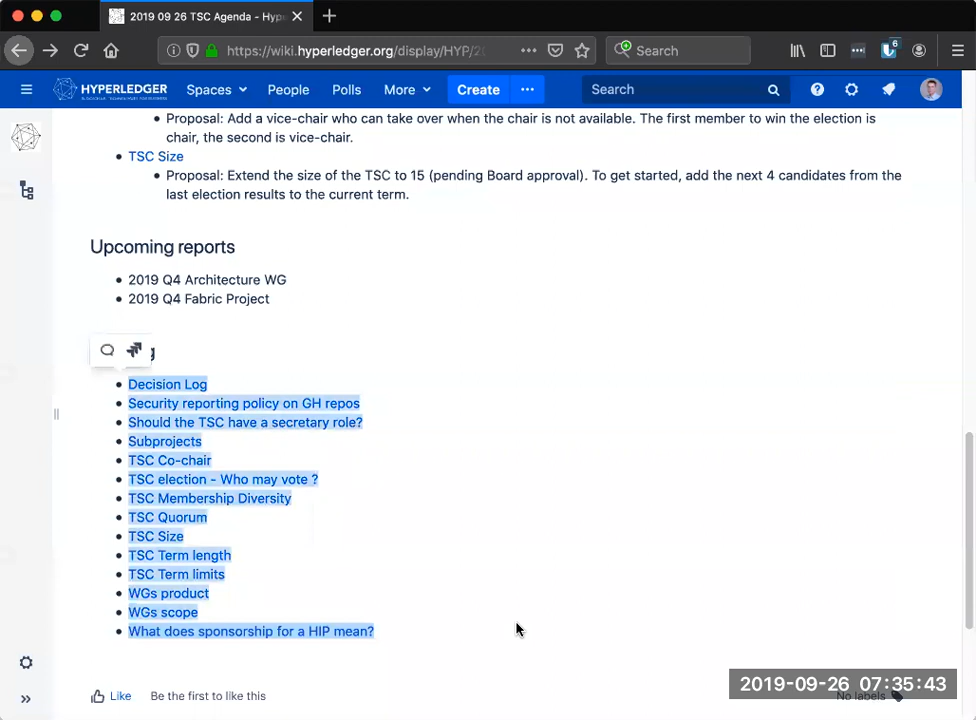 2019 09 26 TSC Agenda - Hype
https://wiki.hyperledger.org/display/HYP/20
Search
6
HYPERLEDGER
Spaces
People
Polls
More
Create
Search
Proposal: Add a vice-chair who can take over when the chair is not available. The first member to win the election is
chair, the second is vice-chair.
TSC Size
Proposal: Extend the size of the TSC to 15 (pending Board approval). To get started, add the next 4 candidates from the
last election results to the current term.
Upcoming reports
2019 Q4 Architecture WG
2019 Q4 Fabric Project
g
Decision Log
Security reporting policy on GH repos
Should the TSC have a secretary role?
Subprojects
TSC Co-chair
TSC election - Who may vote ?
TSC Membership Diversity
TSC Quorum
TSC Size
TSC Term length
TSC Term limits
WGs product
WGs scope
What does sponsorship for a HIP mean?
Like
Be the first to like this
No labels
2019-09-26 07:35:43